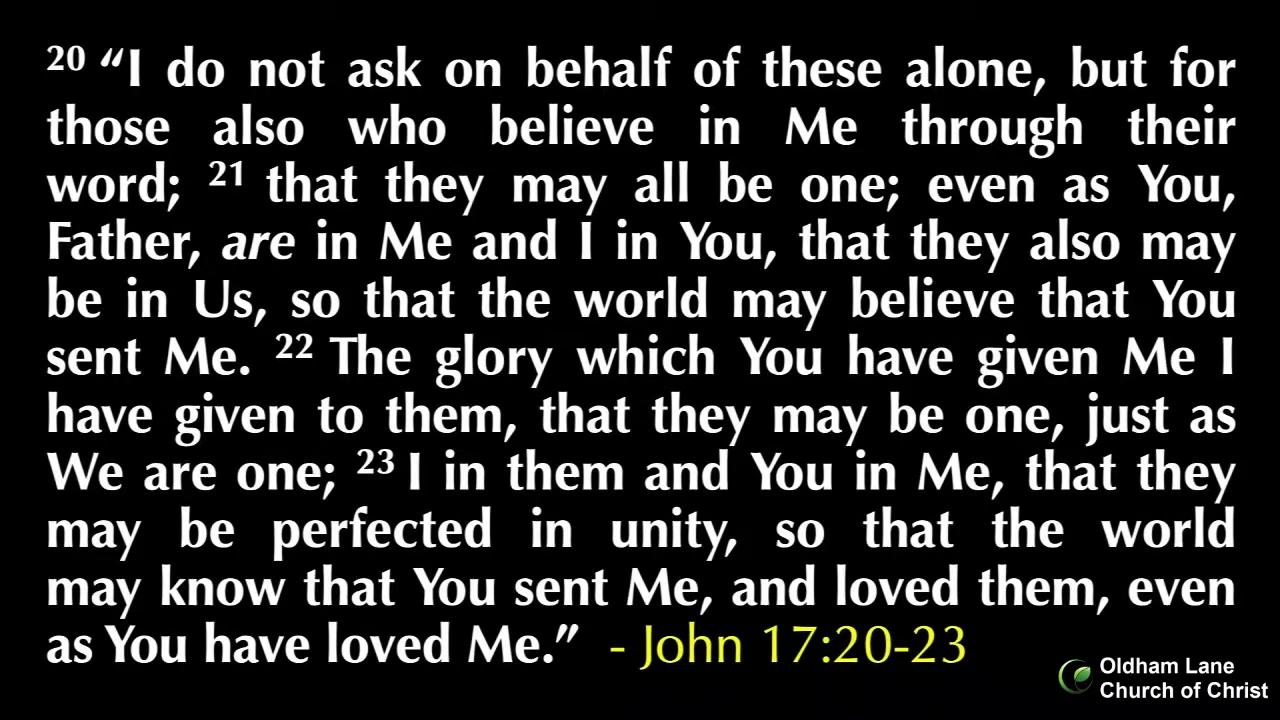 20 “I do not ask on behalf of these alone, but for
those also who believe in Me through their
word; 21 that they may all be one; even as You,
Father, are in Me and I in You, that they also may
be in Us, so that the world may believe that You
sent Me. 22 The glory which You have given Me I
have given to them, that they may be one, just as
We are one; 23 I in them and You in Me, that they
may be perfected in unity, so that the world
may know that You sent Me, and loved them, even
as You have loved Me.” - John 17:20-23
Oldham Lane
Church of Christ